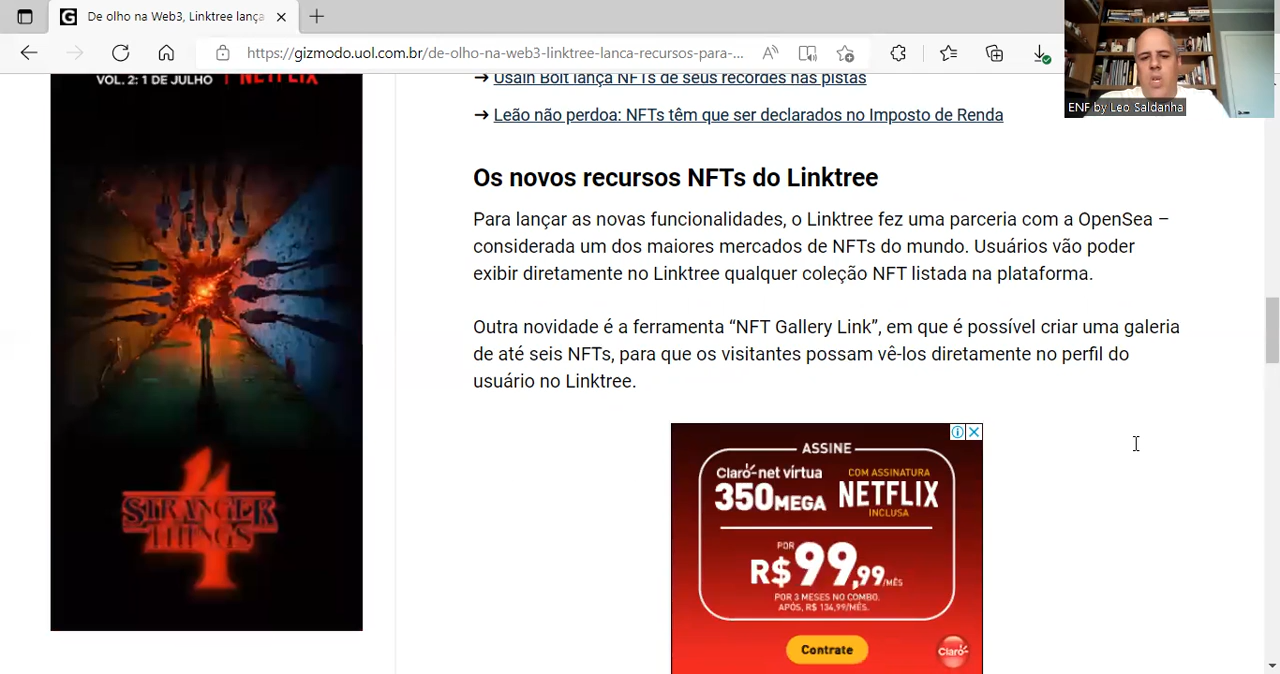 De olho na Web3, Linktree lança
https://gizmodo.uol.com.br/de-olho-na-web3-linktree-lanca-recursos-para-...
ENF by Leo Saldanha
VOL. 2: 1 DE JULHO | NETFLIX
STRANGER
THINGS
4
→ Usain Bolt lança NFTs de seus recordes nas pistas
→ Leão não perdoa: NFTs têm que ser declarados no Imposto de Renda
Os novos recursos NFTs do Linktree
Para lançar as novas funcionalidades, o Linktree fez uma parceria com a OpenSea –
considerada um dos maiores mercados de NFTs do mundo. Usuários vão poder
exibir diretamente no Linktree qualquer coleção NFT listada na plataforma.
Outra novidade é a ferramenta “NFT Gallery Link”, em que é possível criar uma galeria
de até seis NFTs, para que os visitantes possam vê-los diretamente no perfil do
usuário no Linktree.
ASSINE
Claro net vírtua
350MEGA
COM ASSINATURA
NETFLIX
INCLUSA
POR
R$99,99/MÊS
POR 3 MESES NO COMBO.
APÓS, R$ 134,99/MÊS.
Contrate
Claro